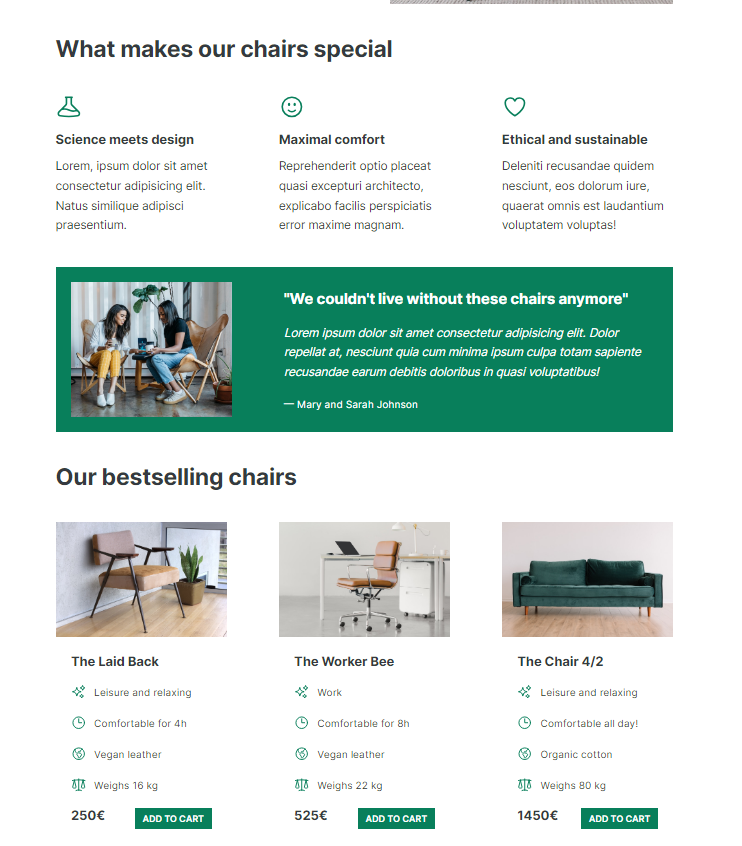 What makes our chairs special
Science meets design
Lorem, ipsum dolor sit amet
consectetur adipisicing elit.
Natus similique adipisci
praesentium.
Maximal comfort
Reprehenderit optio placeat
quasi excepturi architecto,
explicabo facilis perspiciatis
error maxime magnam.
Ethical and sustainable
Deleniti recusandae quidem
nesciunt, eos dolorum iure,
quaerat omnis est laudantium
voluptatem voluptas!
"We couldn't live without these chairs anymore"
Lorem ipsum dolor sit amet consectetur adipisicing elit. Dolor
repellat at, nesciunt quia cum minima ipsum culpa totam sapiente
recusandae earum debitis doloribus in quasi voluptatibus!
— Mary and Sarah Johnson
Our bestselling chairs
The Laid Back
Leisure and relaxing
Comfortable for 4h
Vegan leather
Weighs 16 kg
250€ ADD TO CART
The Worker Bee
Work
Comfortable for 8h
Vegan leather
Weighs 22 kg
525€ ADD TO CART
The Chair 4/2
Leisure and relaxing
Comfortable all day!
Organic cotton
Weighs 80 kg
1450€ ADD TO CART